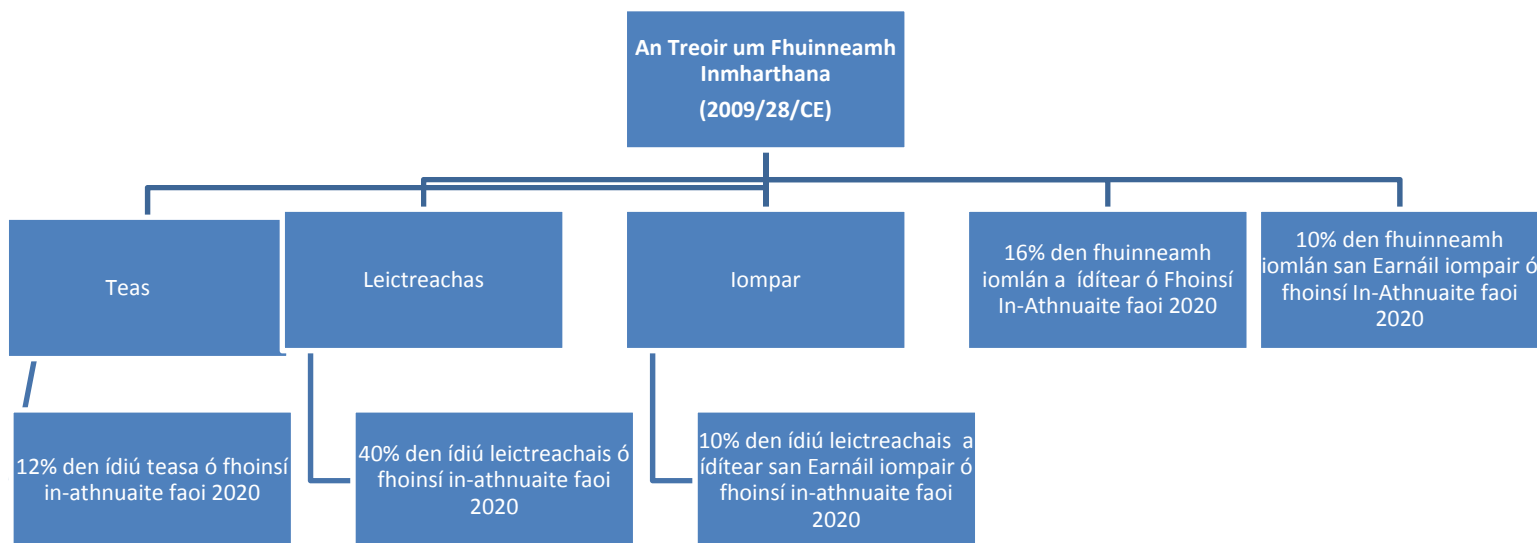 An Treoir um Fhuinneamh
Inmharthana
(2009/28/CE)
Teas
Leictreachas
Iompar
16% den fhuinneamh
iomlán a ídítear ó Fhoinsí
In-Athnuaite faoi 2020
10% den fhuinneamh
iomlán san Earnáil iompair ó
fhoinsí In-Athnuaite faoi
2020
12% den ídiú teasa ó fhoinsí
in-athnuaite faoi 2020
40% den ídiú leictreachais ó
fhoinsí in-athnuaite faoi
2020
10% den ídiú leictreachais a
ídítear san Earnáil iompair ó
fhoinsí in-athnuaite faoi
2020